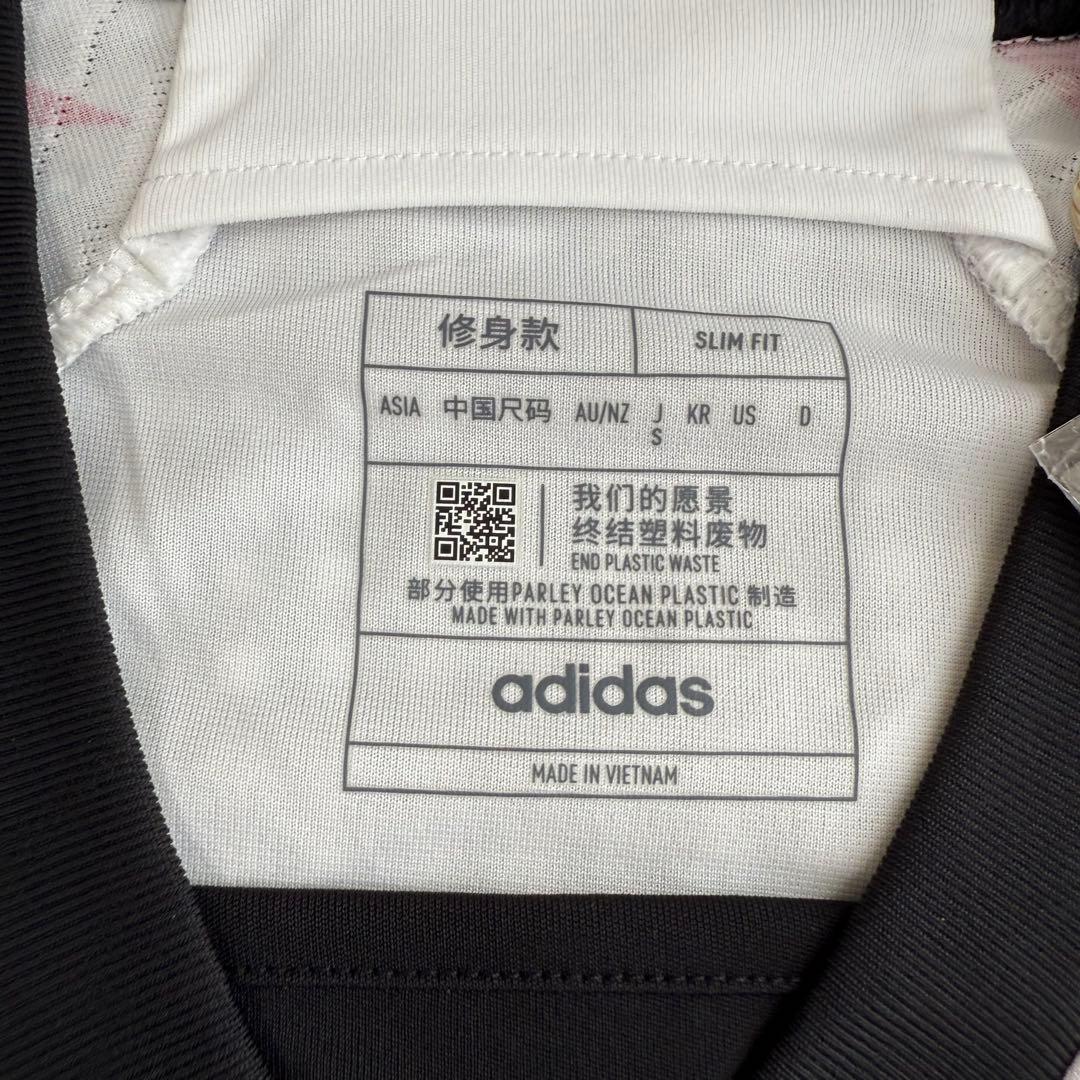 修身款 SLIM FIT
ASIA 中国尺码 AU/NZ J KR US D
S
我们的愿景
终结塑料废物
END PLASTIC WASTE
部分使用PARLEY OCEAN PLASTIC 制造
MADE WITH PARLEY OCEAN PLASTIC
adidas
MADE IN VIETNAM